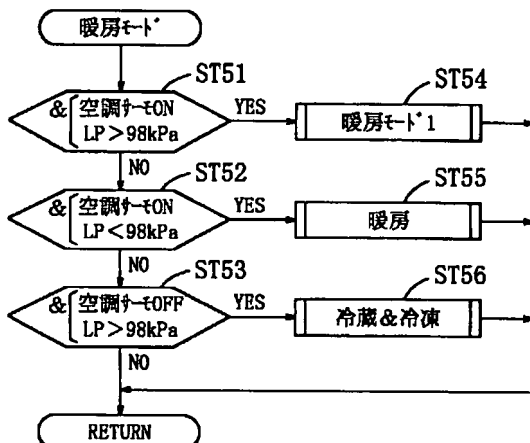 暖房ﾓｰﾄﾞ
ST51
& 空調ｻｰﾓON
LP＞98kPa
YES
ST54
暖房ﾓｰﾄﾞ1
NO
ST52
& 空調ｻｰﾓON
LP＜98kPa
YES
ST55
暖房
NO
ST53
& 空調ｻｰﾓOFF
LP＞98kPa
YES
ST56
冷蔵&冷凍
NO
RETURN